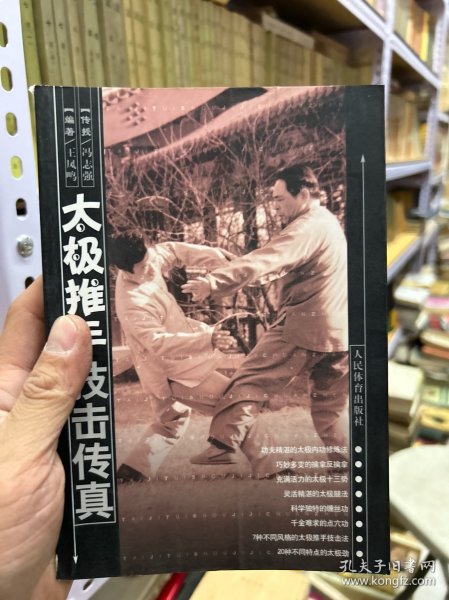 【传授】冯志强
【编著】王凤鸣
太极推手技击传真
人民体育出版社
功夫精湛的太极内功修炼法
巧妙多变的擒拿反擒拿
充满活力的太极十三势
灵活精湛的太极腿法
科学独特的缠丝功
千金难求的点穴功
7种不同风格的太极推手技击法
20种不同特点的太极劲
孔夫子旧书网
www.kongfz.com